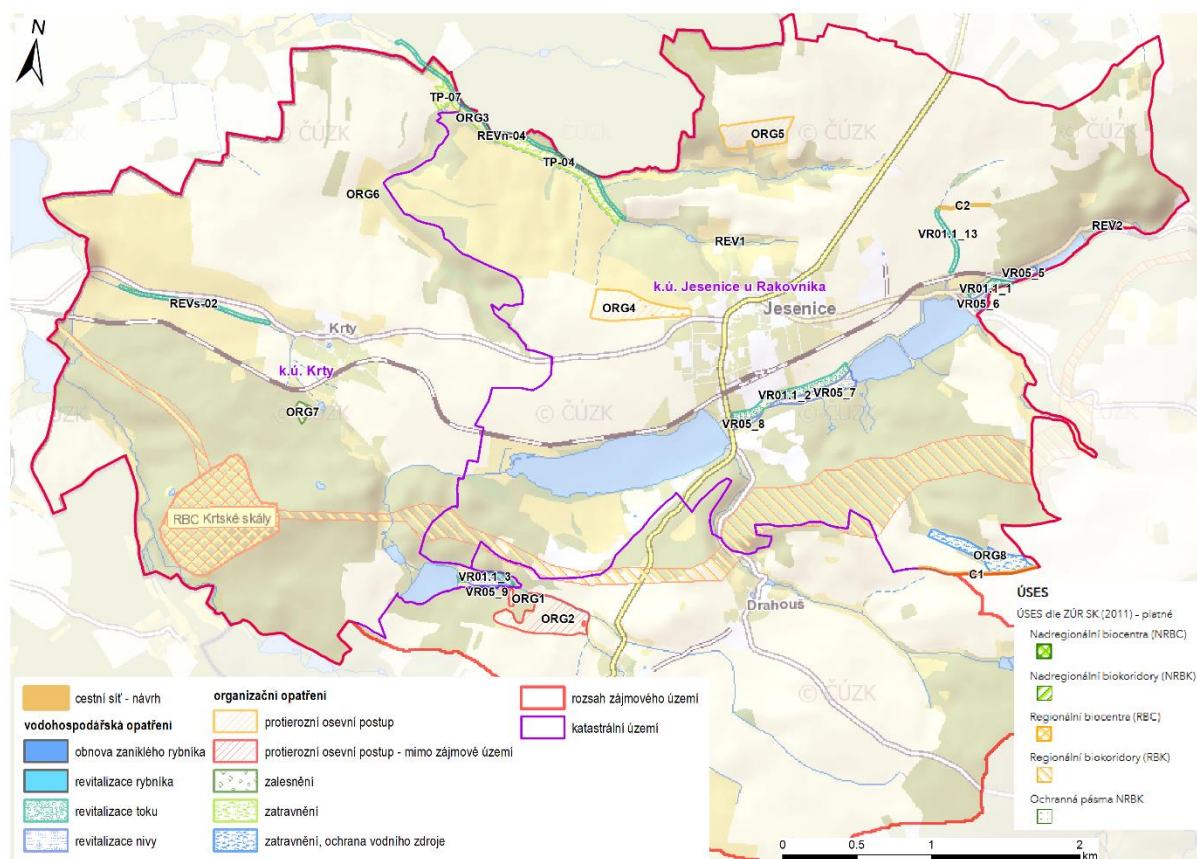 N
© ČÚZK
© ČÚZK
© ČÚZK
TP-07
ORG3
REVn-04
TP-04
ORG5
ORG6
C2
REV2
VR01.1_13
REV1
VR05_5
VR01.1_1
VR05_6
REVs-02
k.ú. Jesenice u Rakovníka
ORG4
Jesenice
Krty
k.ú. Krty
ORG7
© ČÚZK
© ČÚZK
VR01.1_2
VR05_7
VR05_8
RBC Krtské skály
ORG8
C1
VR01.1_3
VR05_9
ORG1
ORG2
Drahouš
© ČÚZK
ÚSES
ÚSES dle ZÚR SK (2011) - platné
Nadregionální biocentra (NRBC)
Nadregionální biokoridory (NRBK)
Regionální biocentra (RBC)
Regionální biokoridory (RBK)
Ochranná pásma NRBK
cestní síť - návrh
vodohospodářská opatření
obnova zaniklého rybníka
revitalizace rybníka
revitalizace toku
revitalizace nivy
organizační opatření
protierozní osevní postup
protierozní osevní postup - mimo zájmové území
zalesnění
zatravnění
zatravnění, ochrana vodního zdroje
rozsah zájmového území
katastrální území
0 0.5 1 2
km